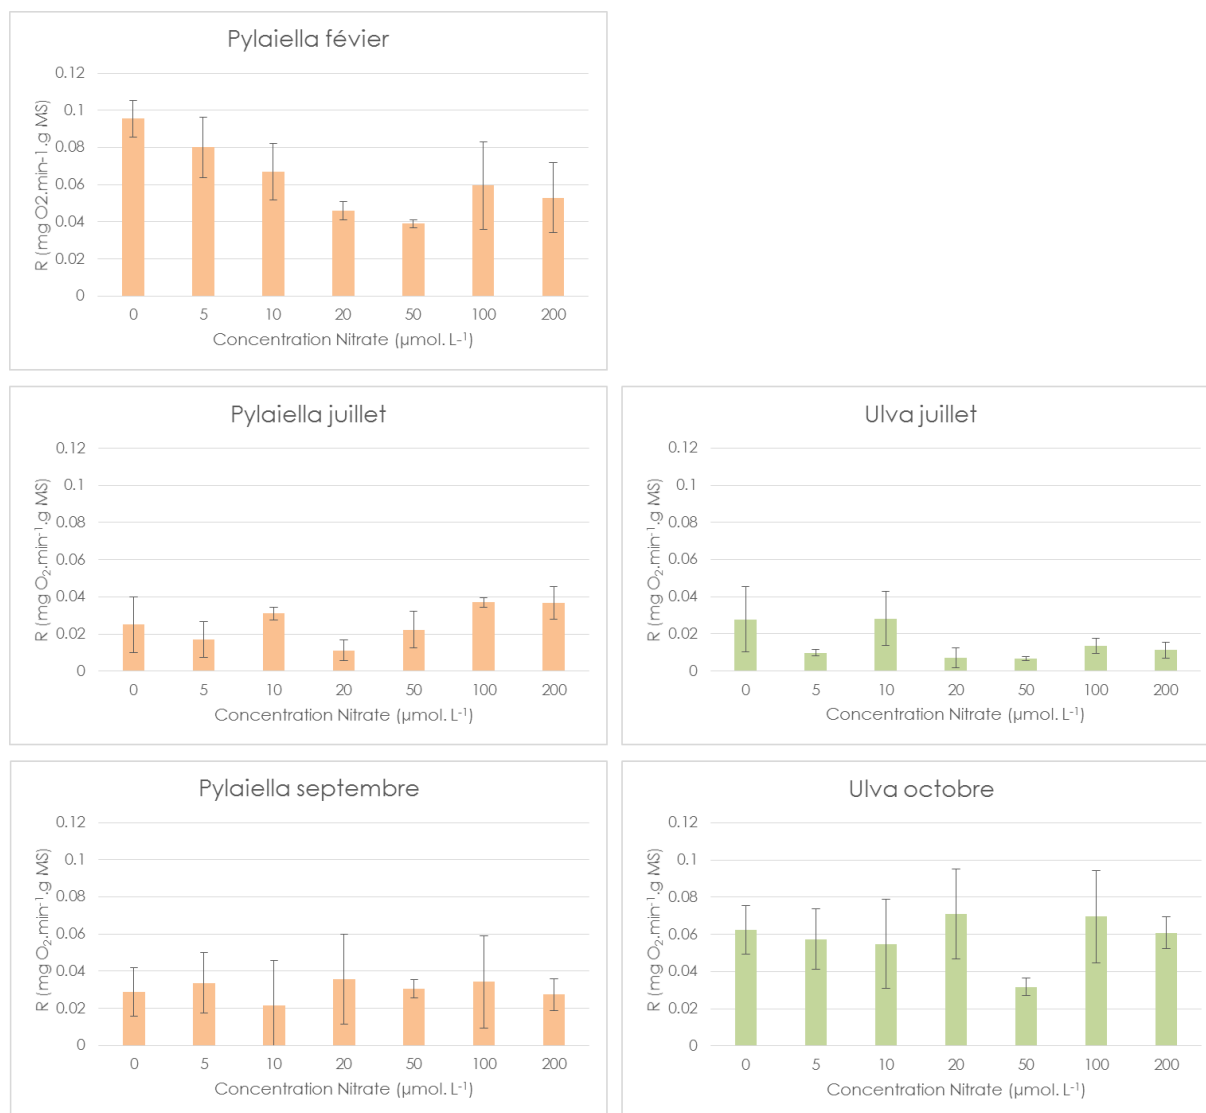 Pylaiella févier
0.12
0.1
0.08
0.06
0.04
0.02
0
R (mg O2.min-1.g MS)
0 5 10 20 50 100 200
Concentration Nitrate (µmol. L-¹)
Pylaiella juillet
0.12
0.1
0.08
0.06
0.04
0.02
0
R (mg O₂.min-¹.g MS)
0 5 10 20 50 100 200
Concentration Nitrate (µmol. L-¹)
Ulva juillet
0.12
0.1
0.08
0.06
0.04
0.02
0
R (mg O₂.min-¹.g MS)
0 5 10 20 50 100 200
Concentration Nitrate (µmol. L-¹)
Pylaiella septembre
0.12
0.1
0.08
0.06
0.04
0.02
0
R (mg O₂.min-¹.g MS)
0 5 10 20 50 100 200
Concentration Nitrate (µmol. L-¹)
Ulva octobre
0.12
0.1
0.08
0.06
0.04
0.02
0
R (mg O₂.min-¹.g MS)
0 5 10 20 50 100 200
Concentration Nitrate (µmol. L-¹)